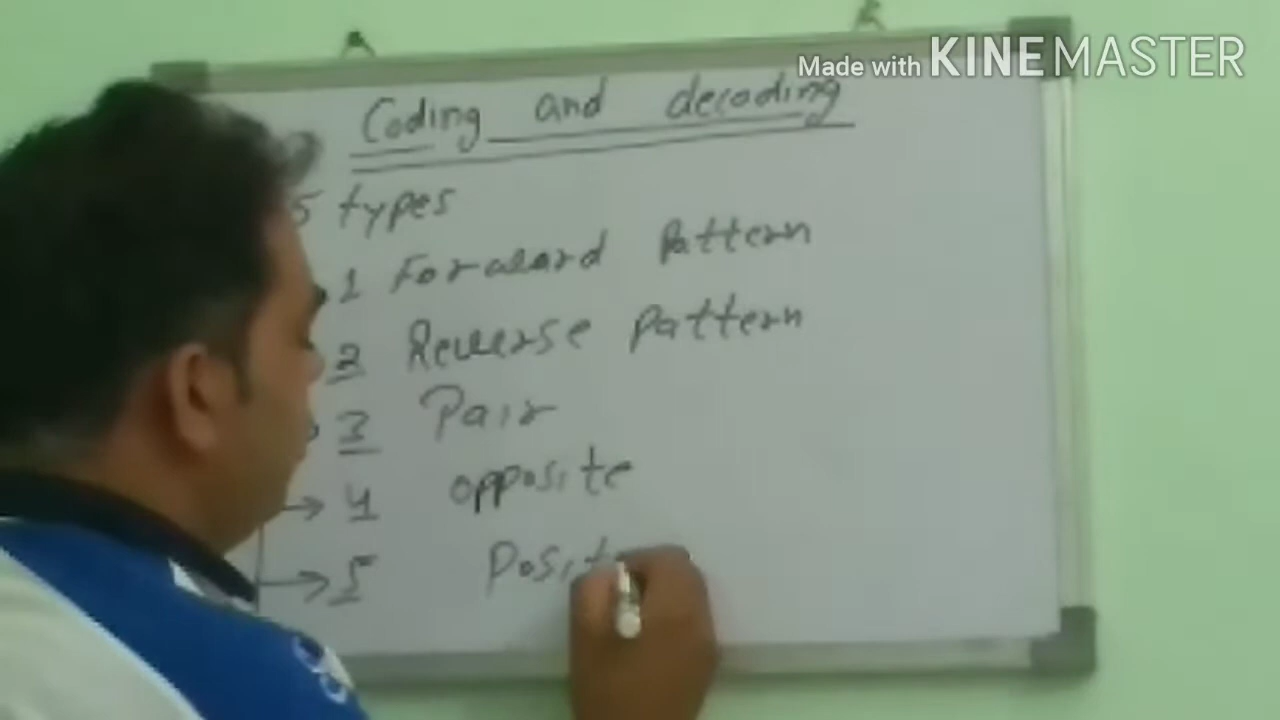 Made with KINEMASTER
Coding and decoding
5 types
1 Forward Pattern
2 Reverse pattern
3 Pair
→ 4 opposite
→ 5 Posit